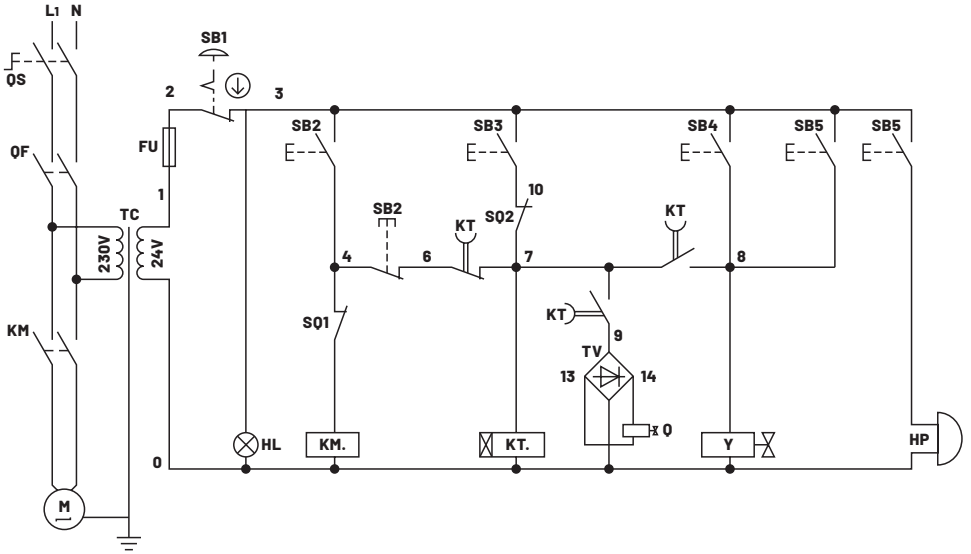 L1 N
SB1
QS
2
3
SB2
SB3
SB4
SB5
SB5
QF
FU
1
10
TC
SB2
KT
SQ2
KT
230V
24V
4
6
7
8
KM
SQ1
KT
9
TV
13
14
0
HL
KM.
KT.
Q
Y
HP
M